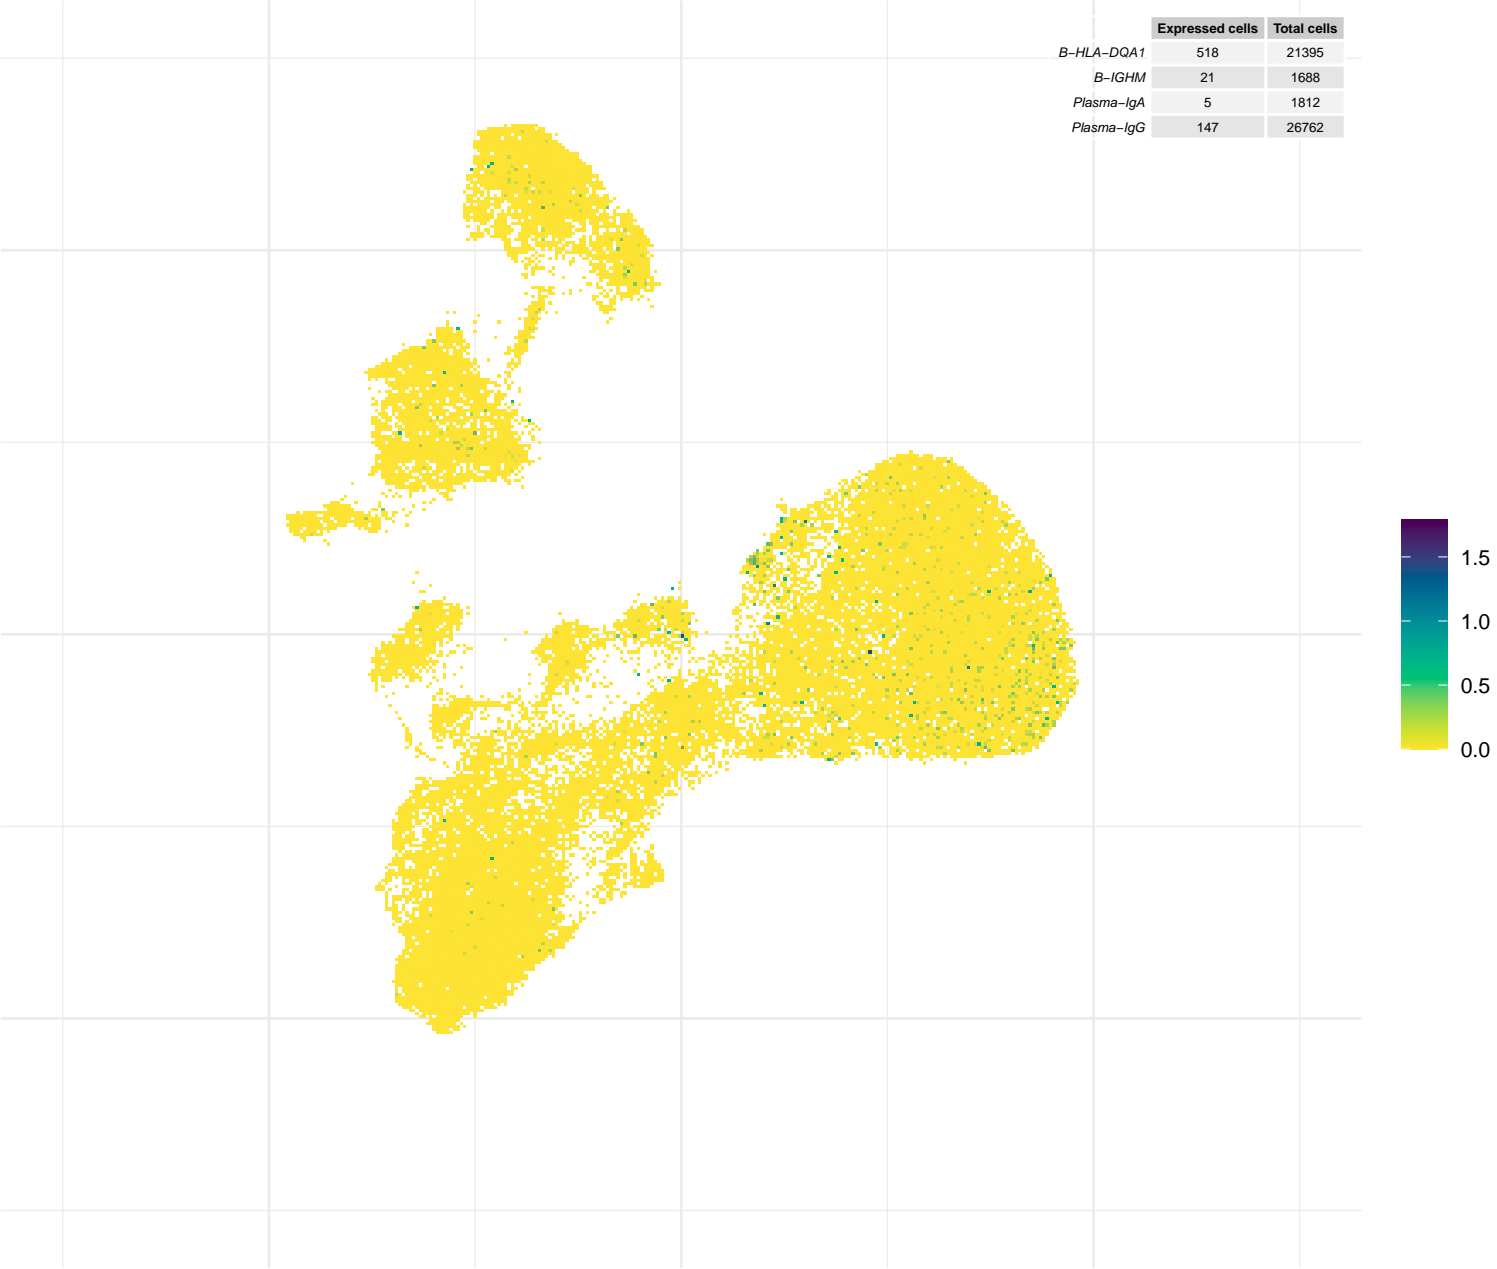 Expressed cells Total cells
B−HLA−DQA1 518 21395
B−IGHM 21 1688
Plasma−IgA 5 1812
Plasma−IgG 147 26762
1.5
1.0
0.5
0.0